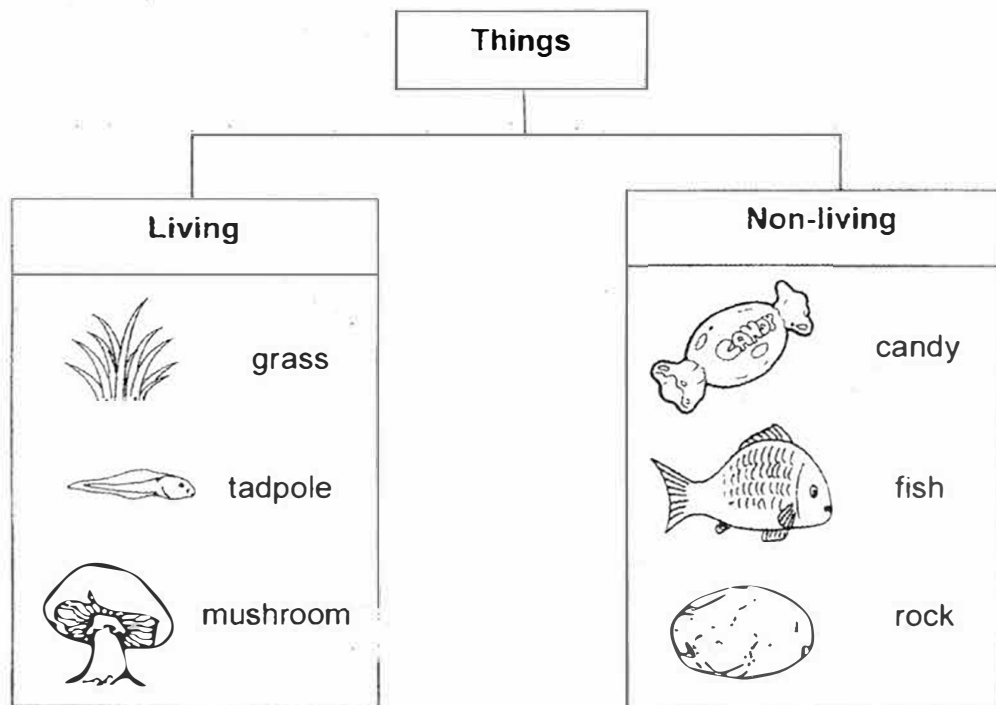 Things
Living
grass
tadpole
mushroom
Non-living
CANDY
candy
fish
rock